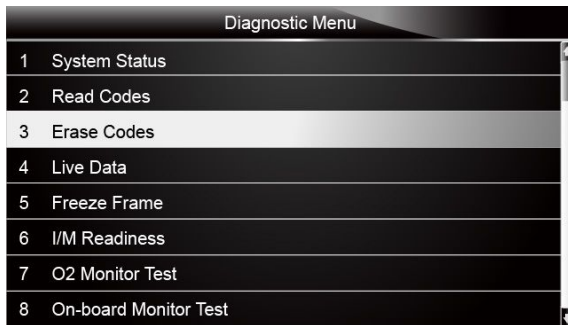 Diagnostic Menu
1 System Status
2 Read Codes
3 Erase Codes
4 Live Data
5 Freeze Frame
6 I/M Readiness
7 O2 Monitor Test
8 On-board Monitor Test